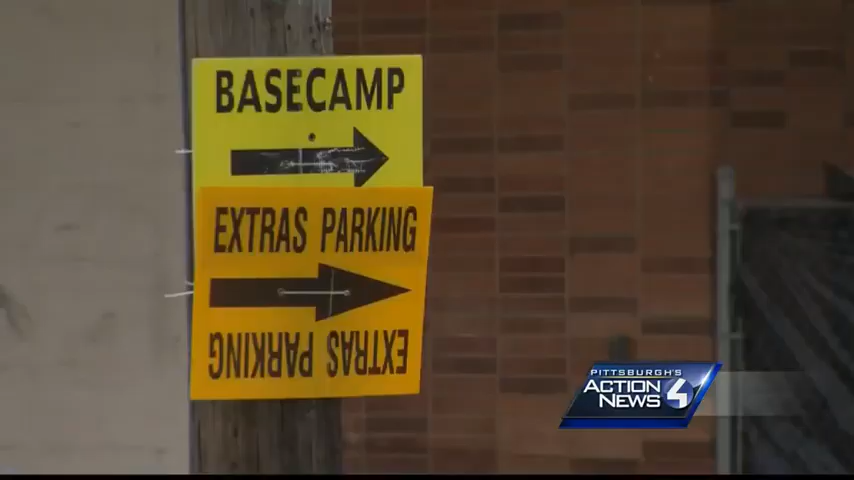 BASECAMP
EXTRAS PARKING
EXTRAS PARKING
PITTSBURGH'S
ACTION
NEWS 4